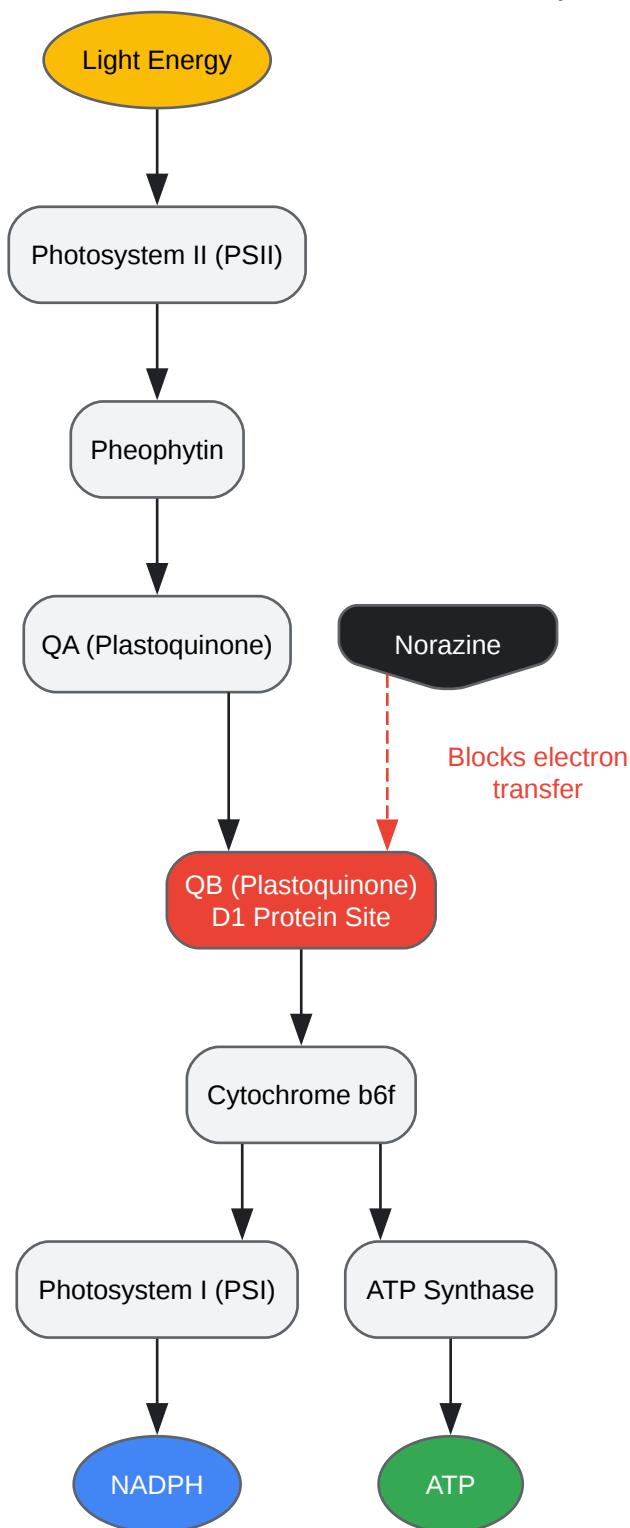 Light Energy
Photosystem II (PSII)
Pheophytin
QA (Plastoquinone)
Norazine
Blocks electron
transfer
QB (Plastoquinone)
D1 Protein Site
Cytochrome b6f
Photosystem I (PSI)
ATP Synthase
NADPH
ATP